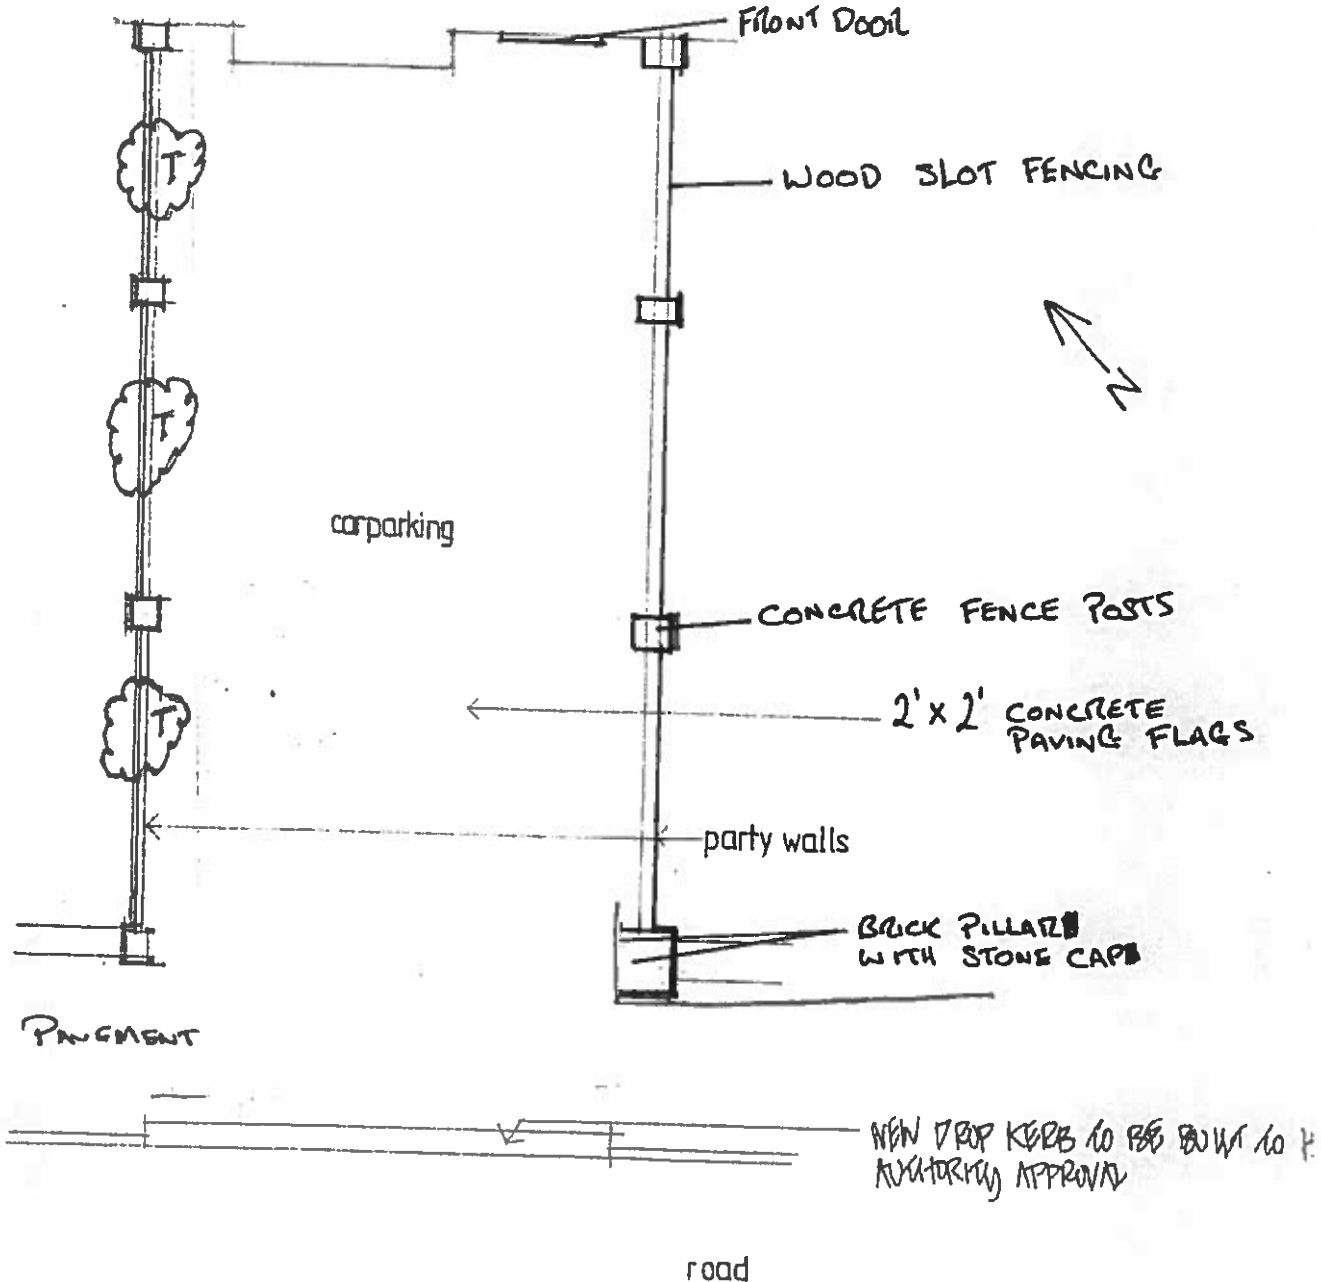 FRONT DOOR
T
WOOD SLOT FENCING
N
T
carparking
CONCRETE FENCE POSTS
T
2' x 2' CONCRETE
PAVING FLAGS
party walls
BRICK PILLAR
WITH STONE CAP
PAVEMENT
NEW DROP KERB TO BE BUILT TO
AUTHORITY APPROVAL
road